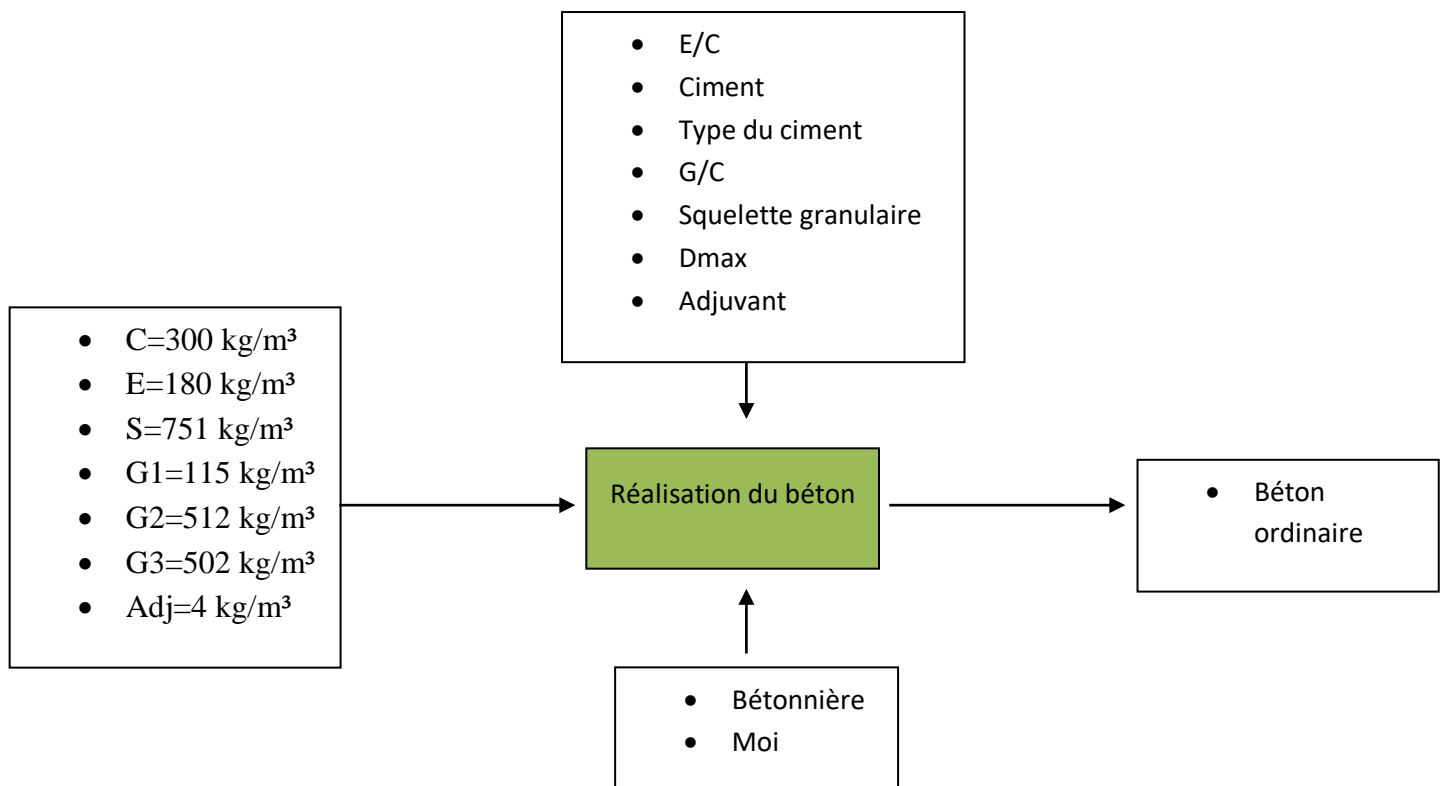 • E/C
• Ciment
• Type du ciment
• G/C
• Squelette granulaire
• Dmax
• Adjuvant
• C=300 kg/m³
• E=180 kg/m³
• S=751 kg/m³
• G1=115 kg/m³
• G2=512 kg/m³
• G3=502 kg/m³
• Adj=4 kg/m³
Réalisation du béton
• Béton
ordinaire
• Bétonnière
• Moi